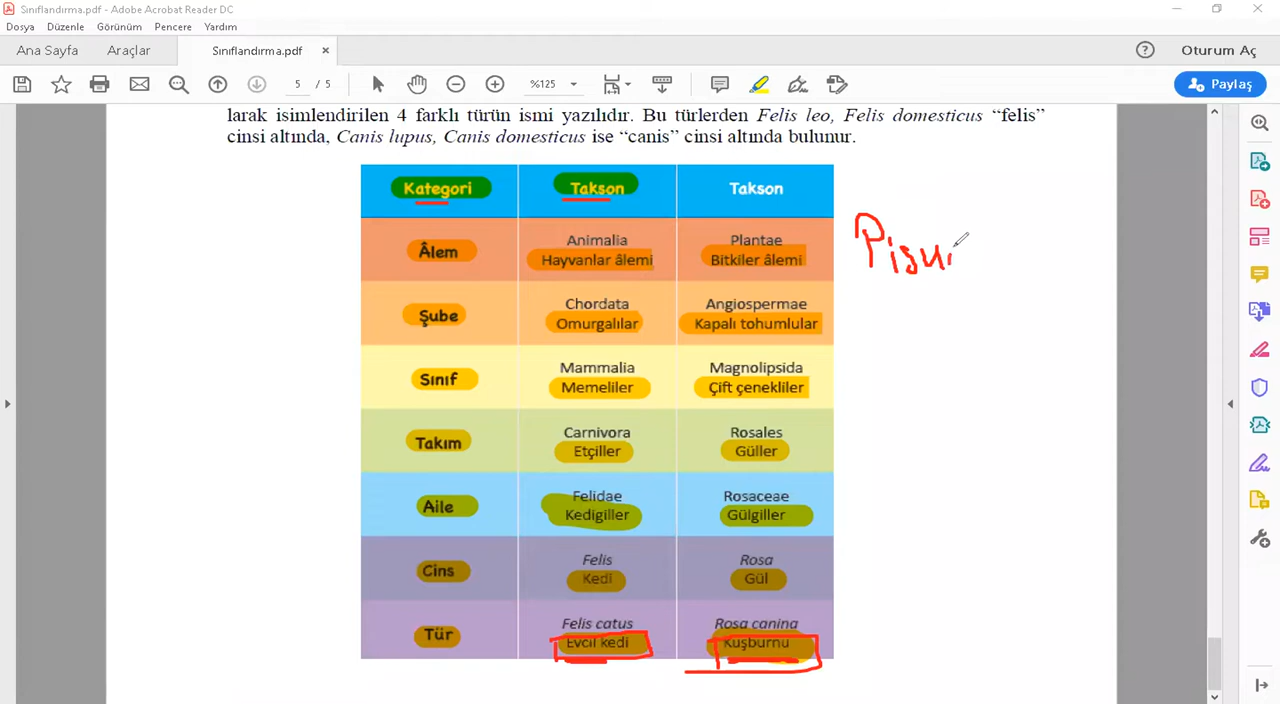 Sınıflandırma.pdf - Adobe Acrobat Reader DC
Dosya Düzenle Görünüm Pencere Yardım
Ana Sayfa Araçlar Sınıflandırma.pdf × Oturum Aç
5 / 5 %125 Paylaş
larak isimlendirilen 4 farklı türün ismi yazılıdır. Bu türlerden Felis leo, Felis domesticus “felis”
cinsi altında, Canis lupus, Canis domesticus ise “canis” cinsi altında bulunur.
Kategori Takson Takson
Âlem Animalia Plantae
Hayvanlar âlemi Bitkiler âlemi
Şube Chordata Angiospermae
Omurgalılar Kapalı tohumlular
Sınıf Mammalia Magnolipsida
Memeliler Çift çenekliler
Takım Carnivora Rosales
Etçiller Güller
Aile Felidae Rosaceae
Kedigiller Gülgiller
Cins Felis Rosa
Kedi Gül
Tür Felis catus Rosa canina
Evcil kedi Kuşburnu